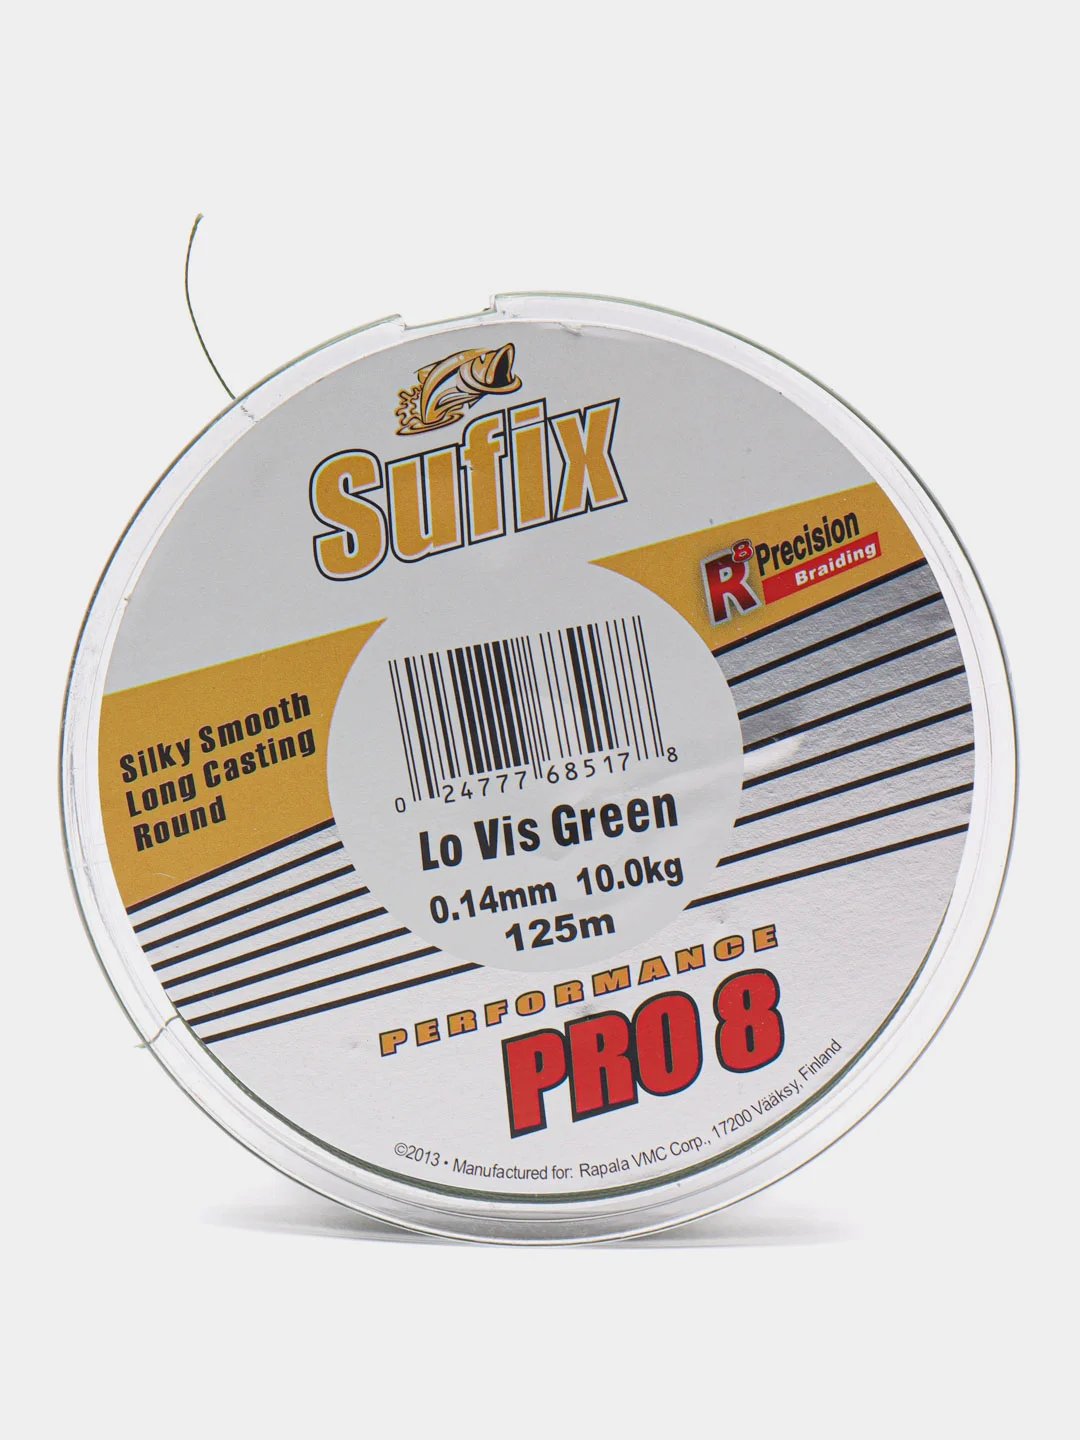 Sufix
R8 Precision
Braiding
Silky Smooth
Long Casting
Round
0 24777 68517 8
Lo Vis Green
0.14mm 10.0kg
125m
PERFORMANCE
PRO 8
©2013 • Manufactured for: Rapala VMC Corp., 17200 Vääksy, Finland